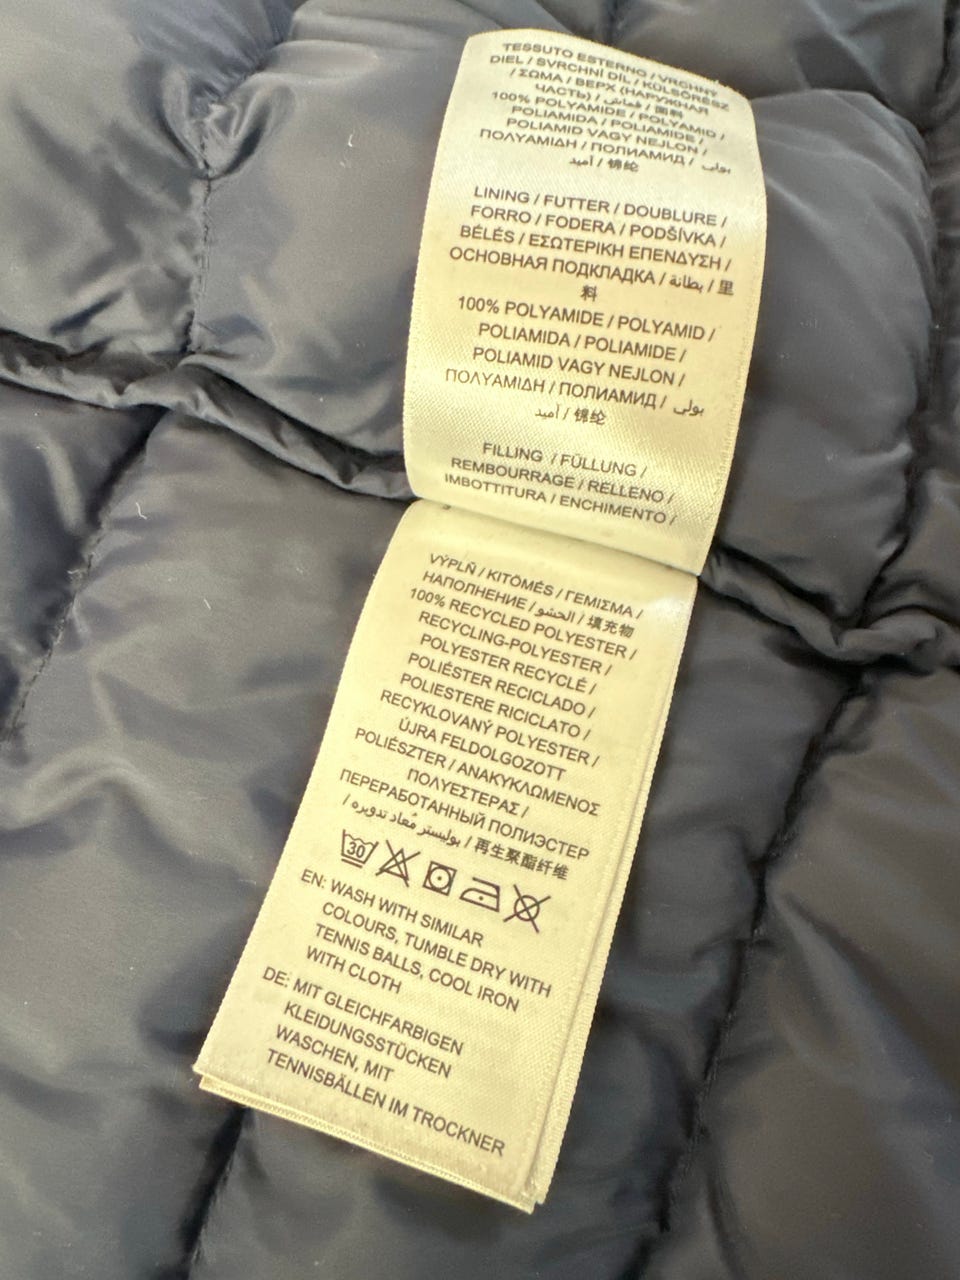 TESSUTO ESTERNO / VRCHNÝ
DIEL / SVRCHNÍ DÍL / KÜLSŐRÉSZ
/ ΣΩΜΑ / ВЕРХ (НАРУЖНАЯ
ЧАСТЬ) / قماش / 面料
100% POLYAMIDE / POLYAMID /
POLIAMIDA / POLIAMIDE /
POLIAMID VAGY NEJLON /
ΠΟΛΥΑΜΙΔΗ / ПОЛИАМИД / بولي
أميد / 锦纶
LINING / FUTTER / DOUBLURE /
FORRO / FODERA / PODŠÍVKA /
BÉLÉS / ΕΣΩΤΕΡΙΚΗ ΕΠΕΝΔΥΣΗ /
ОСНОВНАЯ ПОДКЛАДКА / بطانة / 里
料
100% POLYAMIDE / POLYAMID /
POLIAMIDA / POLIAMIDE /
POLIAMID VAGY NEJLON /
ΠΟΛΥΑΜΙΔΗ / ПОЛИАМИД / بولي
أميد / 锦纶
FILLING / FÜLLUNG /
REMBOURRAGE / RELLENO /
IMBOTTITURA / ENCHIMENTO /
VÝPLŇ / KITÖMÉS / ΓΕΜΙΣΜΑ /
НАПОЛНЕНИЕ / الحشو / 填充物
100% RECYCLED POLYESTER /
RECYCLING-POLYESTER /
POLYESTER RECYCLÉ /
POLIÉSTER RECICLADO /
POLIESTERE RICICLATO /
RECYKLOVANÝ POLYESTER /
ÚJRA FELDOLGOZOTT
POLIÉSZTER / ΑΝΑΚΥΚΛΩΜΕΝΟΣ
ΠΟΛΥΕΣΤΕΡΑΣ /
ПЕРЕРАБОТАННЫЙ ПОЛИЭСТЕР
/ بوليستر مُعاد تدويره / 再生聚酯纤维
30
EN: WASH WITH SIMILAR
COLOURS, TUMBLE DRY WITH
TENNIS BALLS, COOL IRON
WITH CLOTH
DE: MIT GLEICHFARBIGEN
KLEIDUNGSSTÜCKEN
WASCHEN, MIT
TENNISBÄLLEN IM TROCKNER